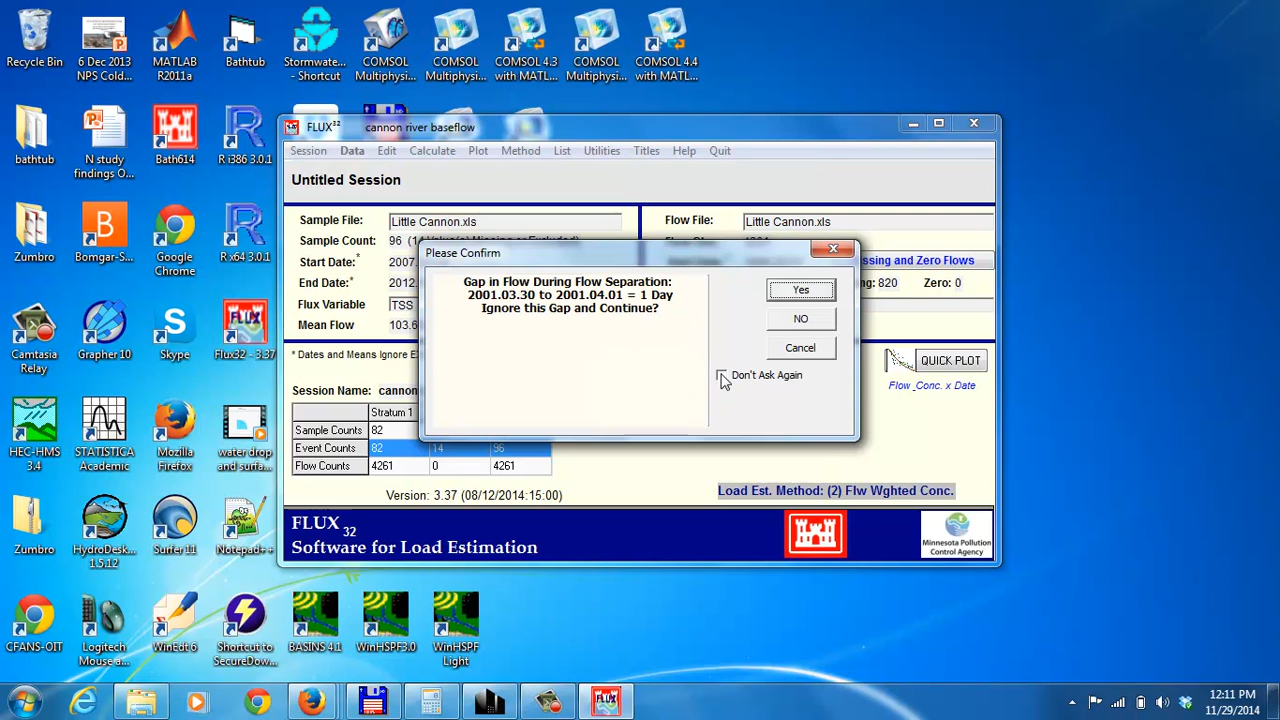 Recycle Bin
6 Dec 2013
NPS Cold...
MATLAB
R2011a
Bathtub
Stormwate...
- Shortcut
COMSOL
Multiphysi...
COMSOL
Multiphysi...
COMSOL 4.3
with MATL...
COMSOL
Multiphysi...
COMSOL 4.4
with MATL...
bathtub
N study
findings O...
Bath614
R i386 3.0.1
Zumbro
Bomgar-S...
Google
Chrome
R x64 3.0.1
Camtasia
Relay
Grapher 10
Skype
Flux32 - 3.37
HEC-HMS
3.4
STATISTICA
Academic
Mozilla
Firefox
water drop
and surfa...
Zumbro
HydroDesk...
1.5.12
Surfer11
Notepad++
CFANS-OIT
Logitech
Mouse a...
WinEdt 6
Shortcut to
SecureDow...
BASINS 4.1
WinHSPF3.0
WinHSPF
Light
FLUX³² cannon river baseflow
Session Data Edit Calculate Plot Method List Utilities Titles Help Quit
Untitled Session
Sample File: Little Cannon.xls
Flow File: Little Cannon.xls
Sample Count: 96
Start Date:* 2007.
issing and Zero Flows
End Date:* 2012.
ssing: 820 Zero: 0
Flux Variable TSS
Mean Flow 103.6
* Dates and Means Ignore E
QUICK PLOT
Flow _Conc. x Date
Session Name: cannon
Stratum 1
Sample Counts 82
Event Counts 82 14 96
Flow Counts 4261 0 4261
Version: 3.37 (08/12/2014:15:00)
Load Est. Method: (2) Flw Wghted Conc.
FLUX 32
Software for Load Estimation
Minnesota Pollution
Control Agency
Please Confirm
Gap in Flow During Flow Separation:
2001.03.30 to 2001.04.01 = 1 Day
Ignore this Gap and Continue?
Yes
NO
Cancel
Don't Ask Again
12:11 PM
11/29/2014